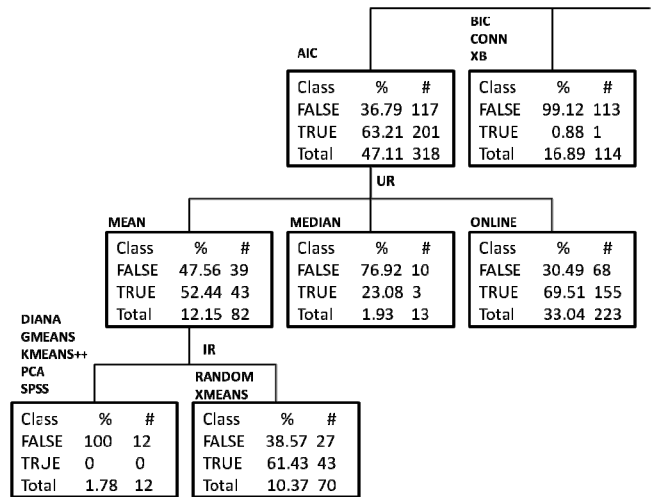 AIC
BIC
CONN
XB
Class % #
FALSE 36.79 117
TRUE 63.21 201
Total 47.11 318
Class % #
FALSE 99.12 113
TRUE 0.88 1
Total 16.89 114
UR
MEAN
MEDIAN
ONLINE
Class % #
FALSE 47.56 39
TRUE 52.44 43
Total 12.15 82
Class % #
FALSE 76.92 10
TRUE 23.08 3
Total 1.93 13
Class % #
FALSE 30.49 68
TRUE 69.51 155
Total 33.04 223
IR
DIANA
GMEANS
KMEANS++
PCA
SPSS
RANDOM
XMEANS
Class % #
FALSE 100 12
TRUE 0 0
Total 1.78 12
Class % #
FALSE 38.57 27
TRUE 61.43 43
Total 10.37 70